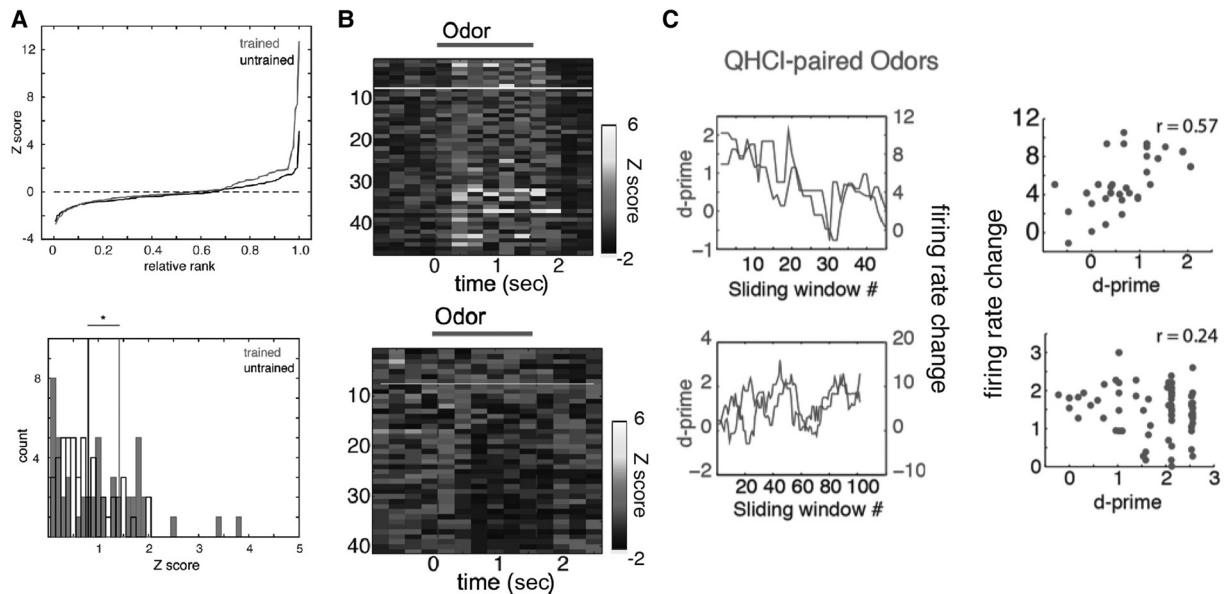 A
trained
untrained
12
8
4
0
-4
Z score
0
0.2
0.4
0.6
0.8
1.0
relative rank
*
trained
untrained
8
4
count
1
2
3
4
5
Z score
B
Odor
10
20
30
40
0
1
2
time (sec)
6
Z score
-2
Odor
10
20
30
40
0
1
2
time (sec)
6
Z score
-2
C
QHCl-paired Odors
2
1
0
-1
d-prime
12
10
8
4
0
10
20
30
40
Sliding window #
firing rate change
4
2
0
-2
d-prime
20
10
0
-10
20
40
60
80
100
Sliding window #
firing rate change
r = 0.57
12
8
4
0
0
1
2
d-prime
r = 0.24
3
2
1
0
0
1
2
3
d-prime